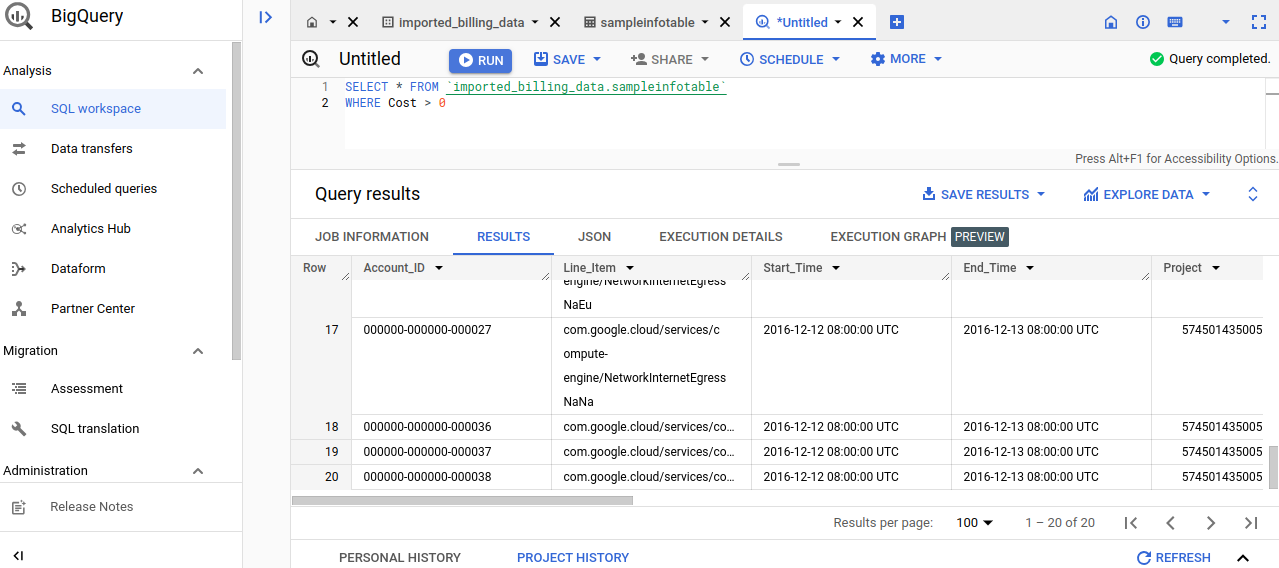 BigQuery
Analysis
SQL workspace
Data transfers
Scheduled queries
Analytics Hub
Dataform
Partner Center
Migration
Assessment
SQL translation
Administration
Release Notes
imported_billing_data
sampleinfotable
*Untitled
Untitled
RUN
SAVE
SHARE
SCHEDULE
MORE
Query completed.
1 SELECT * FROM `imported_billing_data.sampleinfotable`
2 WHERE Cost > 0
Press Alt+F1 for Accessibility Options.
Query results
SAVE RESULTS
EXPLORE DATA
JOB INFORMATION
RESULTS
JSON
EXECUTION DETAILS
EXECUTION GRAPH PREVIEW
Row Account_ID Line_Item Start_Time End_Time Project
engine/NetworkInternetEgress
NaEu
17 000000-000000-000027 com.google.cloud/services/c 2016-12-12 08:00:00 UTC 2016-12-13 08:00:00 UTC 574501435005
ompute-
engine/NetworkInternetEgress
NaNa
18 000000-000000-000036 com.google.cloud/services/co... 2016-12-12 08:00:00 UTC 2016-12-13 08:00:00 UTC 574501435005
19 000000-000000-000037 com.google.cloud/services/co... 2016-12-12 08:00:00 UTC 2016-12-13 08:00:00 UTC 574501435005
20 000000-000000-000038 com.google.cloud/services/co... 2016-12-12 08:00:00 UTC 2016-12-13 08:00:00 UTC 574501435005
Results per page: 100 1 – 20 of 20
PERSONAL HISTORY
PROJECT HISTORY
REFRESH